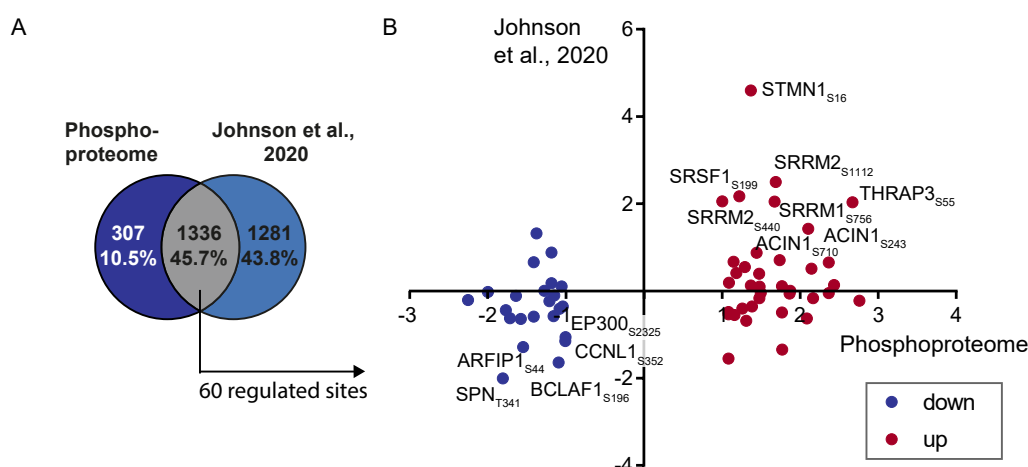 A
Phospho-
proteome
Johnson et al.,
2020
307
10.5%
1336
45.7%
1281
43.8%
60 regulated sites
B
Johnson
et al., 2020
6
4
2
-2
-4
-3
-2
-1
1
2
3
4
STMN1S16
SRRM2S1112
SRSF1S199
THRAP3S55
SRRM2S440
SRRM1S756
ACIN1S710
ACIN1S243
EP300S2325
CCNL1S352
ARFIP1S44
SPNT341
BCLAF1S196
Phosphoproteome
down
up